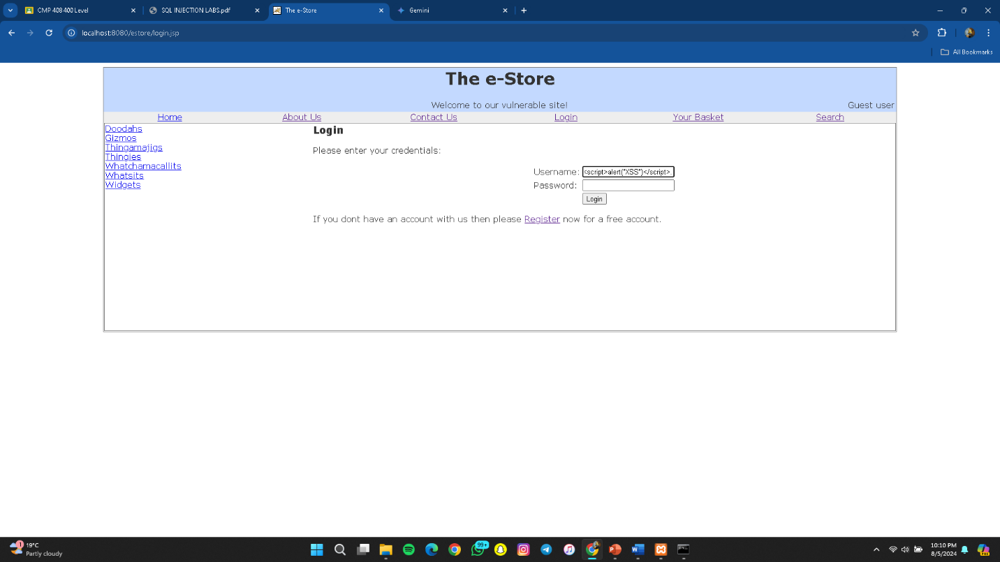 CMP 408 400 Level
SQL INJECTION LABS.pdf
The e-Store
Gemini
localhost:8080/estore/login.jsp
All Bookmarks
The e-Store
Welcome to our vulnerable site!
Guest user
Home About Us Contact Us Login Your Basket Search
Doodahs
Gizmos
Thingamajigs
Thingies
Whatchamacallits
Whatsits
Widgets
Login
Please enter your credentials:
Username: <script>alert("XSS")</script>.
Password:
Login
If you dont have an account with us then please Register now for a free account.
1
19°C
Partly cloudy
99+
10:10 PM
8/5/2024